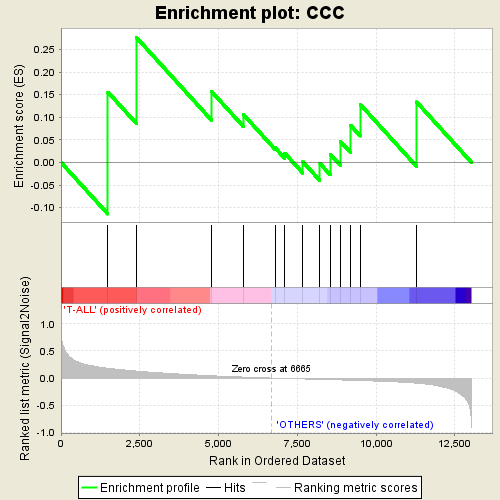 Enrichment plot: CCC
Enrichment score (ES)
0.25
0.20
0.15
0.10
0.05
0.00
-0.05
-0.10
'T-ALL' (positively correlated)
Ranked list metric (Signal2Noise)
1.0
0.5
0.0
-0.5
-1.0
Zero cross at 6665
'OTHERS' (negatively correlated)
0
2,500
5,000
7,500
10,000
12,500
Rank in Ordered Dataset
Enrichment profile
Hits
Ranking metric scores